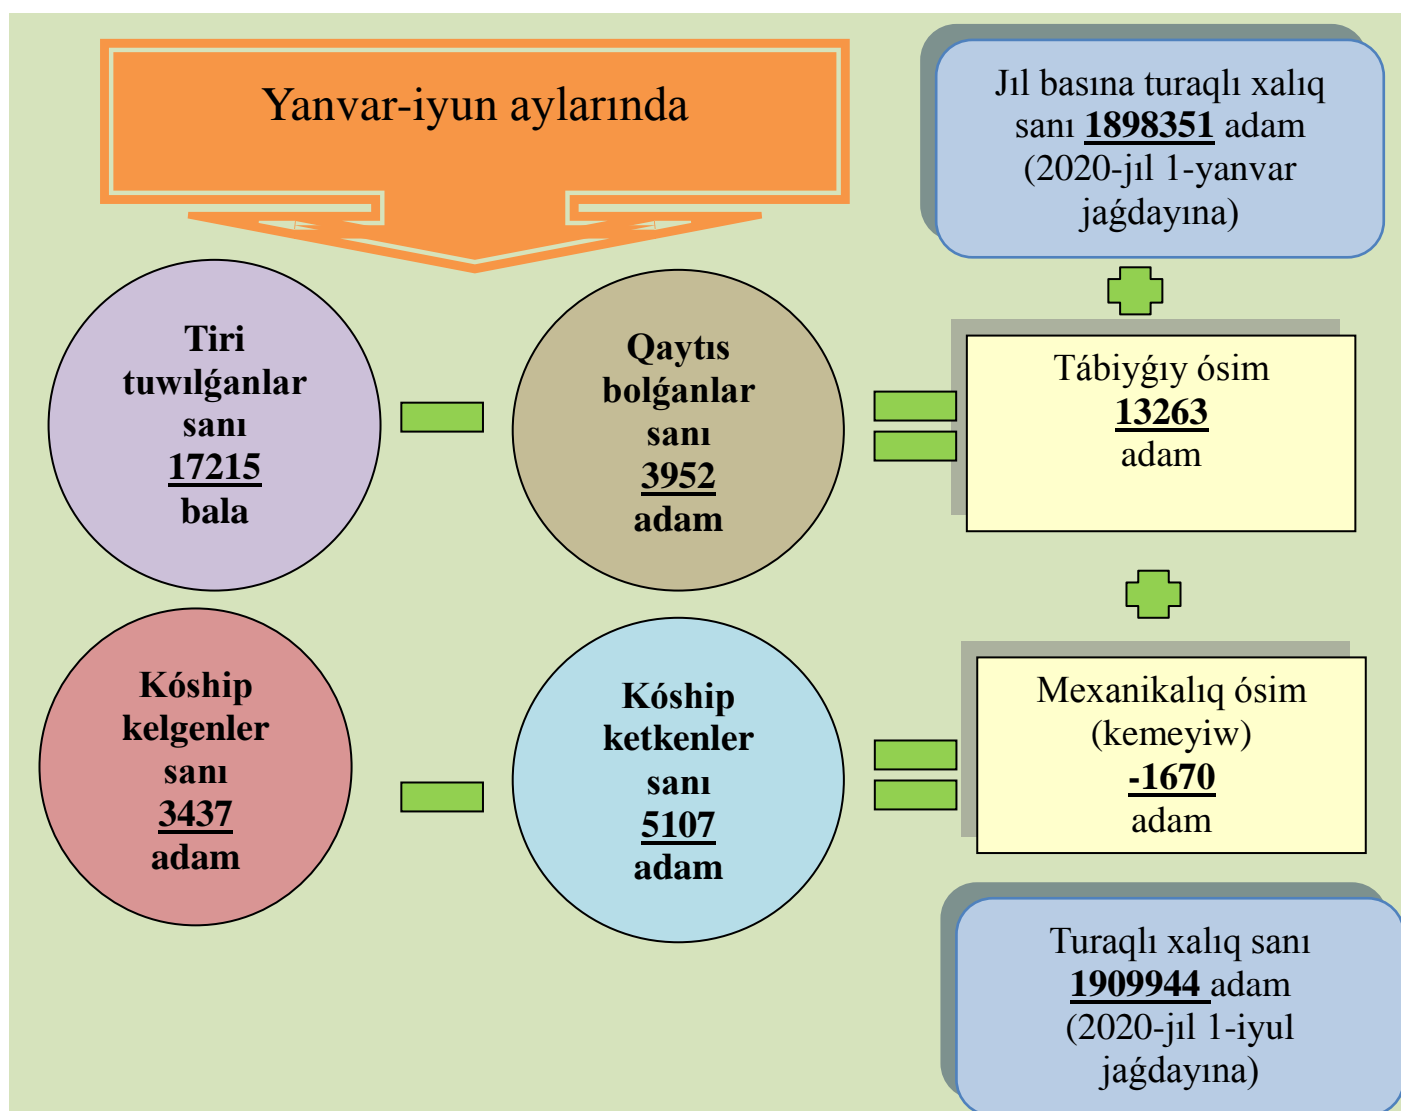 Yanvar-iyun aylarında
Jıl basına turaqlı xalıq
sanı 1898351 adam
(2020-jıl 1-yanvar
jaǵdayına)
Tiri
tuwılǵanlar
sanı
17215
bala
Qaytıs
bolǵanlar
sanı
3952
adam
Tábiyǵıy ósim
13263
adam
Kóship
kelgenler
sanı
3437
adam
Kóship
ketkenler
sanı
5107
adam
Mexanikalıq ósim
(kemeyiw)
-1670
adam
Turaqlı xalıq sanı
1909944 adam
(2020-jıl 1-iyul
jaǵdayına)